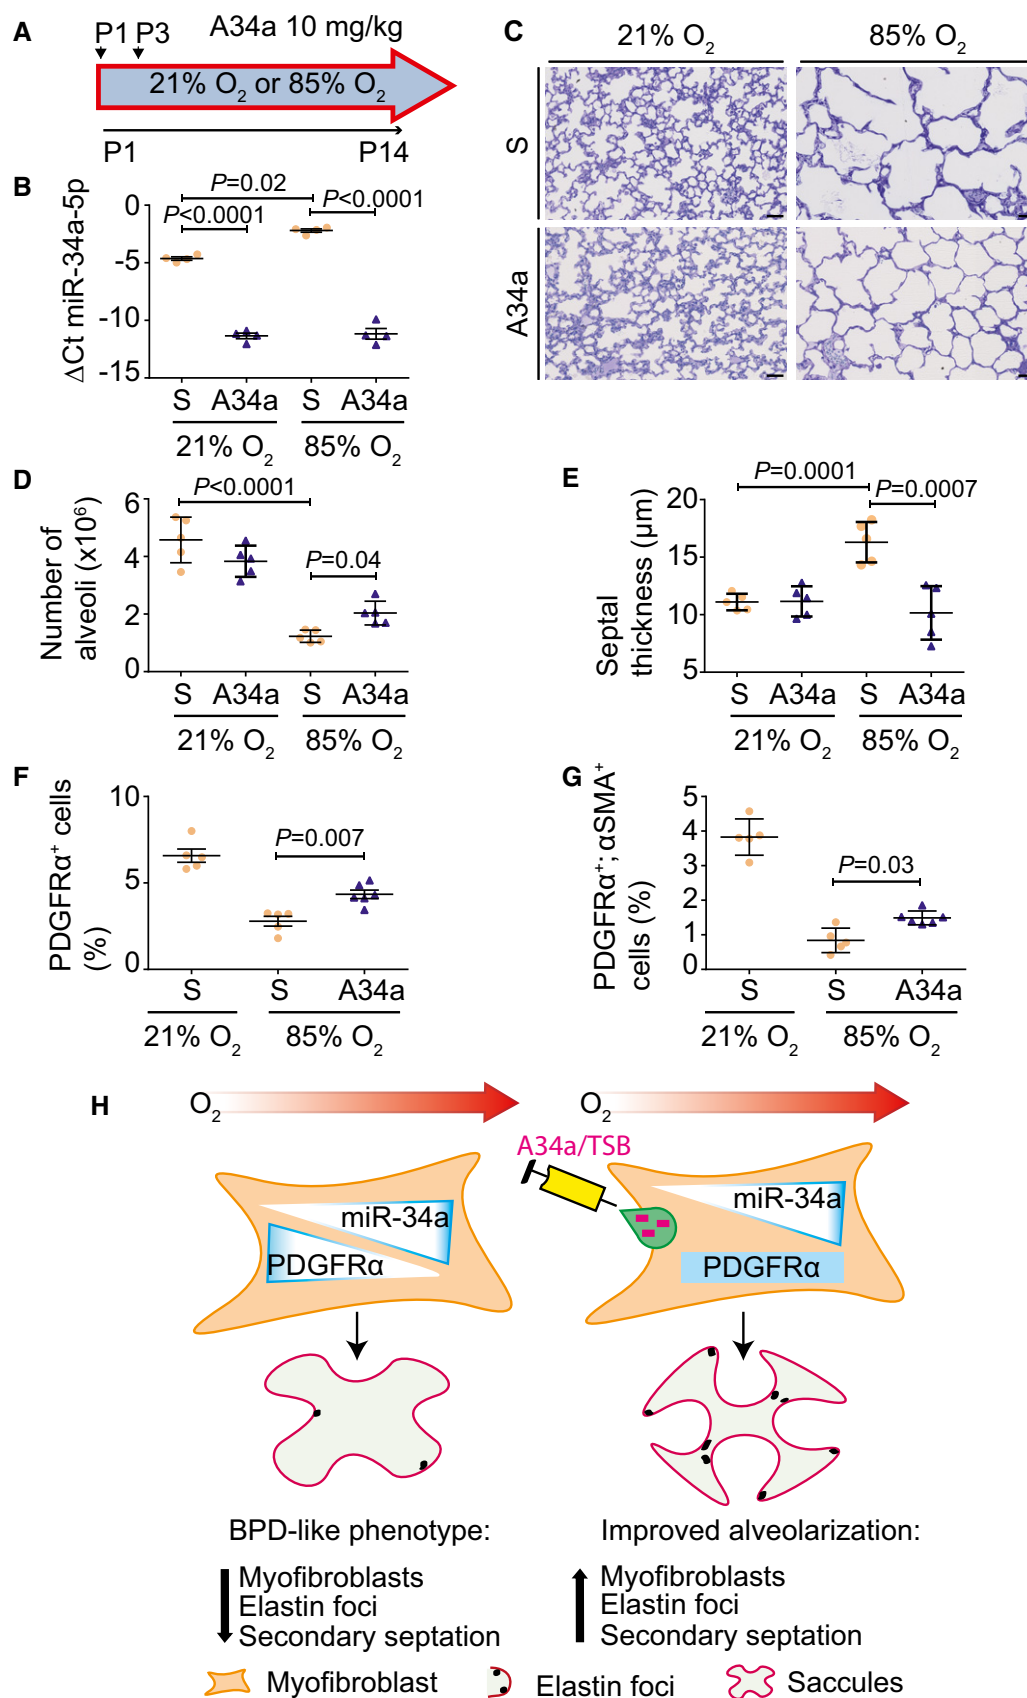 A
P1 P3
A34a 10 mg/kg
21% O2 or 85% O2
P1 P14
B
P=0.02
P<0.0001 P<0.0001
ΔCt miR-34a-5p
0
-5
-10
-15
S A34a S A34a
21% O2 85% O2
C
21% O2 85% O2
S
A34a
D
P<0.0001
P=0.04
Number of
alveoli (x10⁶)
6
4
2
0
S A34a S A34a
21% O2 85% O2
E
P=0.0001
P=0.0007
Septal
thickness (µm)
20
15
10
5
S A34a S A34a
21% O2 85% O2
F
PDGFRα⁺ cells
(%)
10
5
0
P=0.007
S S A34a
21% O2 85% O2
G
PDGFRα⁺; αSMA⁺
cells (%)
5
4
3
2
1
0
P=0.03
S S A34a
21% O2 85% O2
H
O2
miR-34a
PDGFRα
BPD-like phenotype:
Myofibroblasts
Elastin foci
Secondary septation
O2
A34a/TSB
miR-34a
PDGFRα
Improved alveolarization:
Myofibroblasts
Elastin foci
Secondary septation
Myofibroblast Elastin foci Saccules